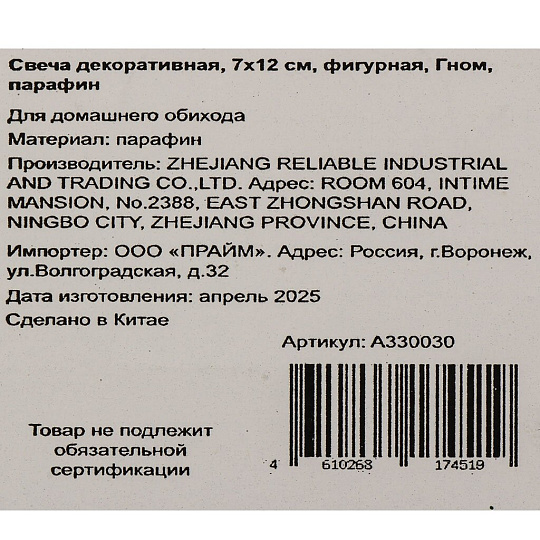 Свеча декоративная, 7х12 см, фигурная, Гном,
парафин
Для домашнего обихода
Материал: парафин
Производитель: ZHEJIANG RELIABLE INDUSTRIAL
AND TRADING CO.,LTD. Адрес: ROOM 604, INTIME
MANSION, No.2388, EAST ZHONGSHAN ROAD,
NINGBO CITY, ZHEJIANG PROVINCE, CHINA
Импортер: ООО «ПРАЙМ». Адрес: Россия, г.Воронеж,
ул.Волгоградская, д.32
Дата изготовления: апрель 2025
Сделано в Китае
Артикул: А330030
Товар не подлежит
обязательной
сертификации
4 610268 174519